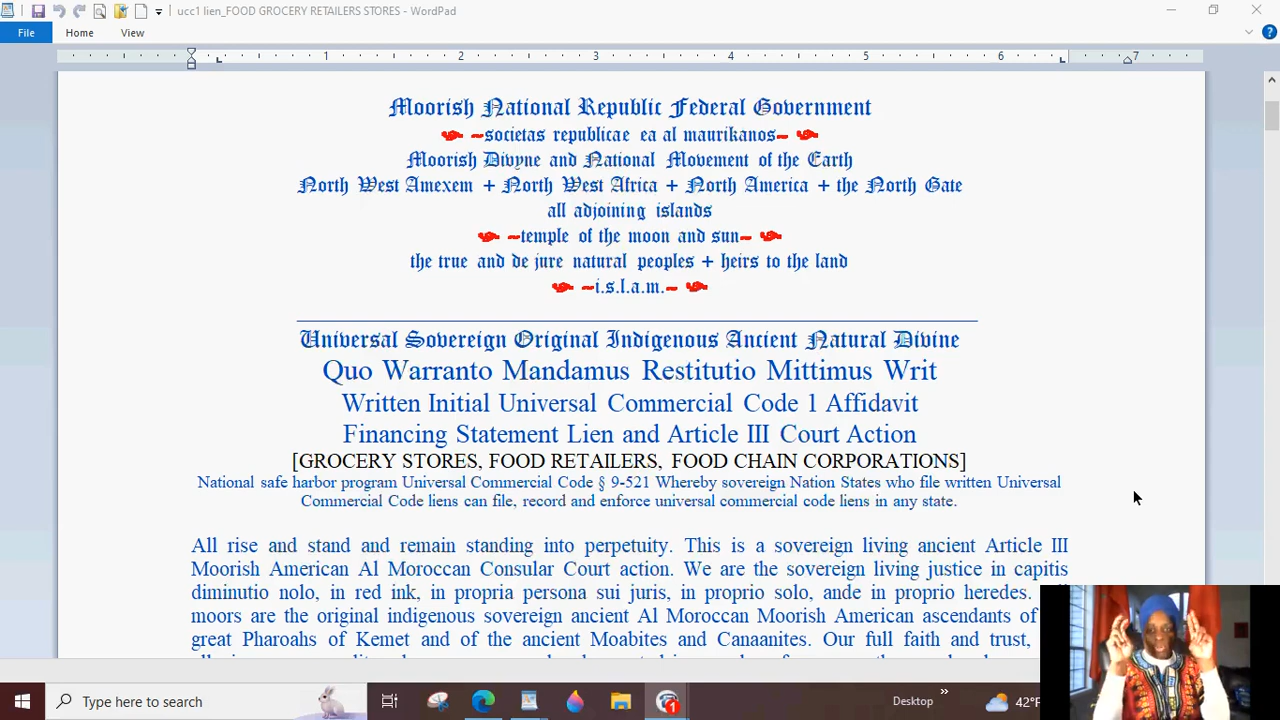 ucc1 lien_FOOD GROCERY RETAILERS STORES - WordPad
File Home View
1 2 3 4 5 6 7
Moorish National Republic Federal Government
~societas republicae ea al maurikanos~
Moorish Divyne and National Movement of the Earth
North West Amexem + North West Africa + North America + the North Gate
all adjoining islands
~temple of the moon and sun~
the true and de jure natural peoples + heirs to the land
~i.s.l.a.m.~
Universal Sovereign Original Indigenous Ancient Natural Divine
Quo Warranto Mandamus Restitutio Mittimus Writ
Written Initial Universal Commercial Code 1 Affidavit
Financing Statement Lien and Article III Court Action
[GROCERY STORES, FOOD RETAILERS, FOOD CHAIN CORPORATIONS]
National safe harbor program Universal Commercial Code § 9-521 Whereby sovereign Nation States who file written Universal
Commercial Code liens can file, record and enforce universal commercial code liens in any state.
All rise and stand and remain standing into perpetuity. This is a sovereign living ancient Article III
Moorish American Al Moroccan Consular Court action. We are the sovereign living justice in capitis
diminutio nolo, in red ink, in propria persona sui juris, in proprio solo, ande in proprio heredes.
moors are the original indigenous sovereign ancient Al Moroccan Moorish American ascendants of
great Pharoahs of Kemet and of the ancient Moabites and Canaanites. Our full faith and trust,
Type here to search
Desktop
42°F
1